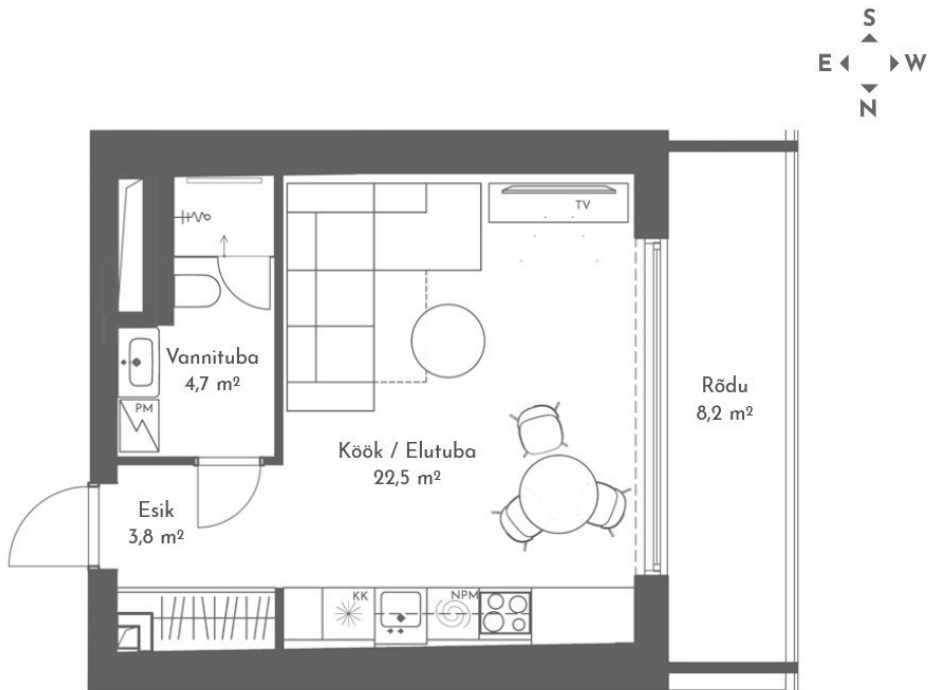 S
E W
N
TV
Vannituba
4,7 m²
PM
Rõdu
8,2 m²
Köök / Elutuba
22,5 m²
Esik
3,8 m²
KK
NPM